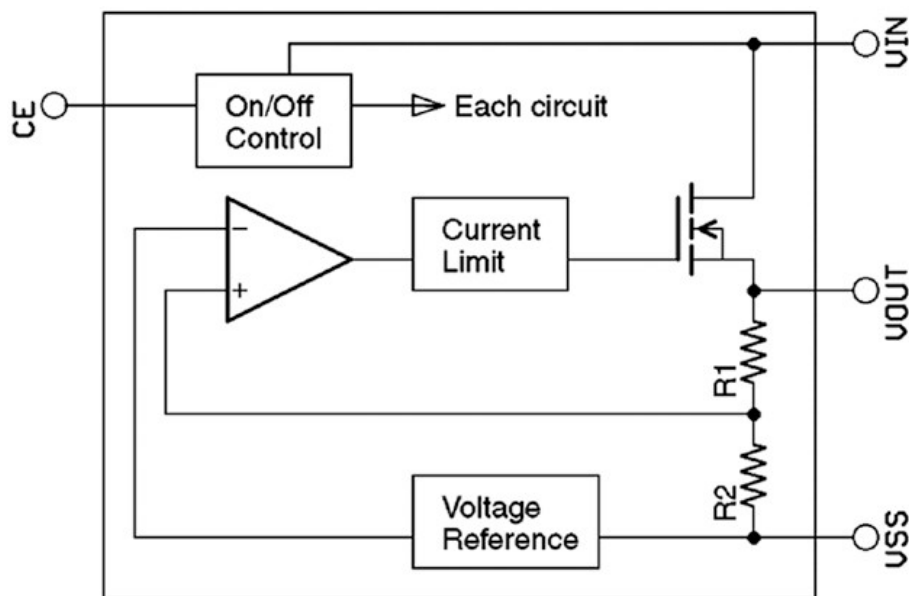 VIN
CE
On/Off
Control
Each circuit
−
+
Current
Limit
VOUT
R1
R2
Voltage
Reference
VSS